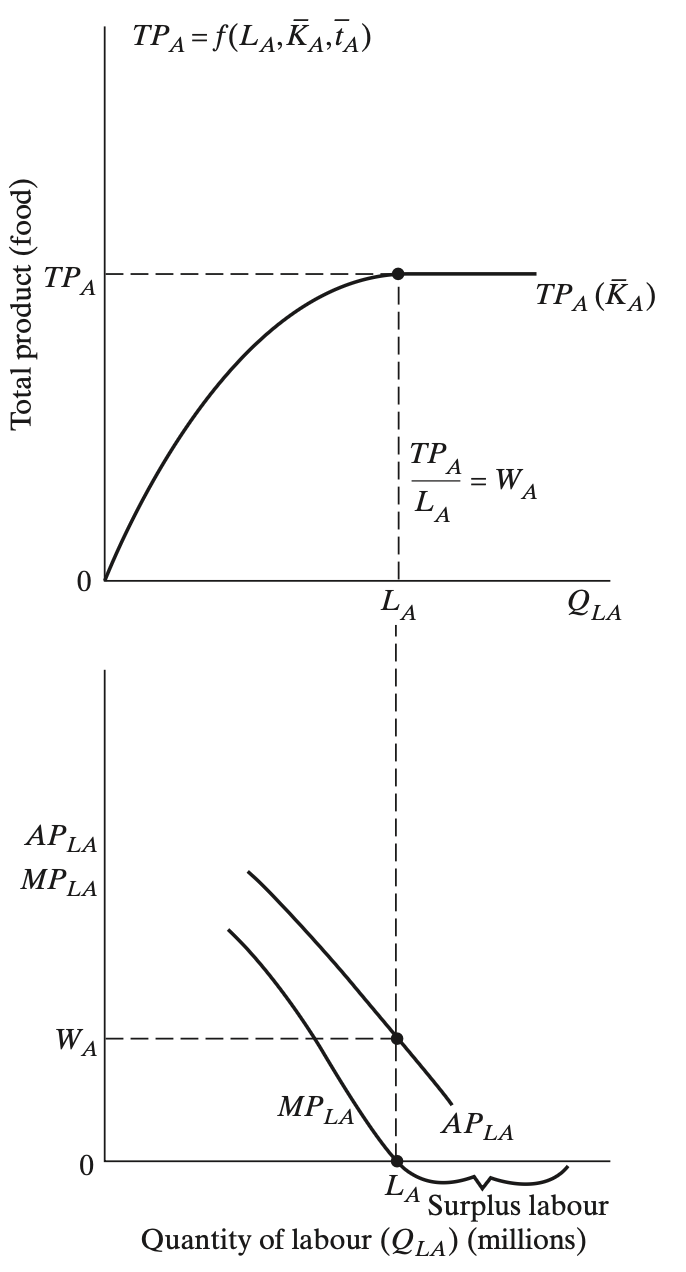 TP_A = f(L_A, K̄_A, t̄_A)
Total product (food)
TP_A
TP_A (K̄_A)
TP_A / L_A = W_A
0
L_A
Q_LA
AP_LA
MP_LA
W_A
MP_LA
AP_LA
0
L_A
Surplus labour
Quantity of labour (Q_LA) (millions)